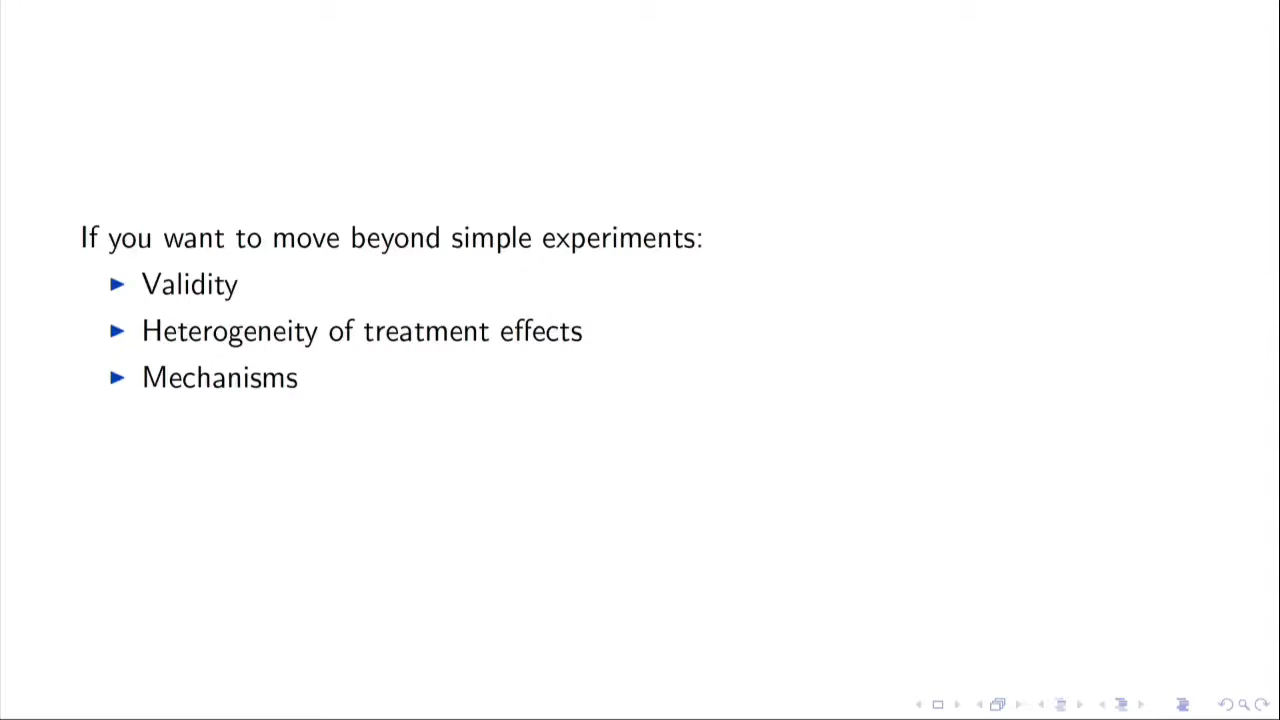 If you want to move beyond simple experiments:
Validity
Heterogeneity of treatment effects
Mechanisms